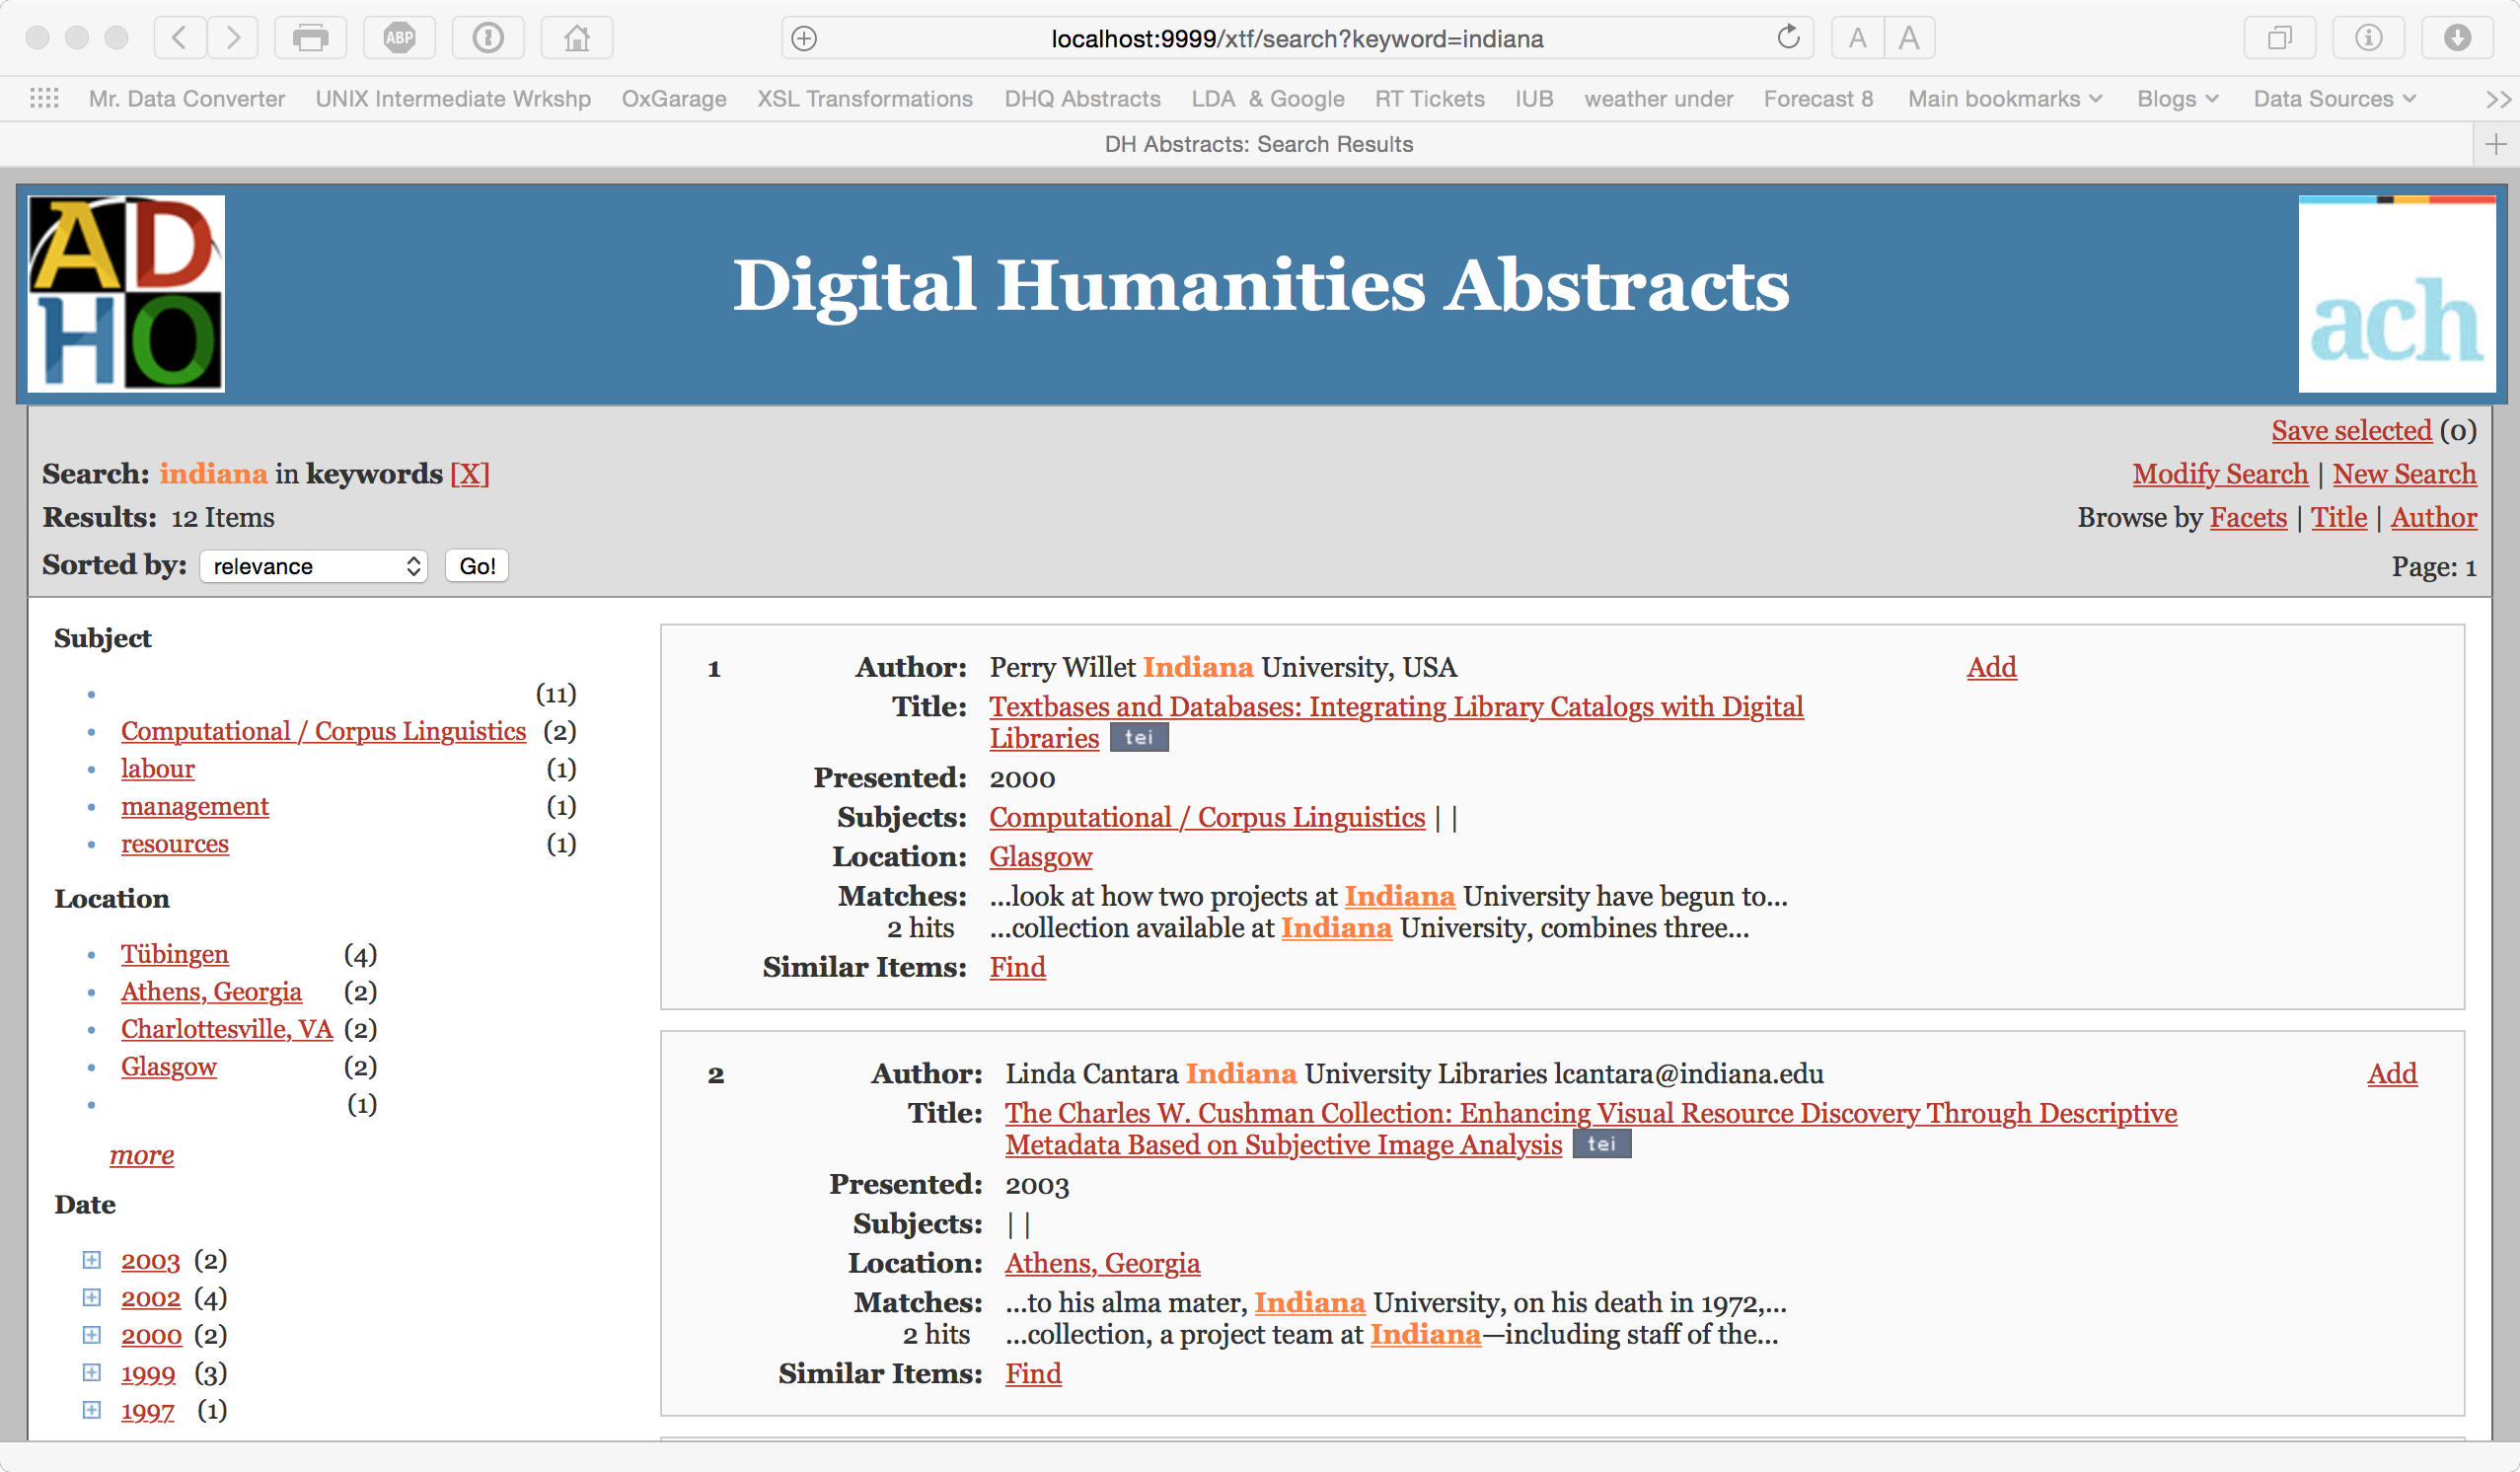 ABP
localhost:9999/xtf/search?keyword=indiana
A A
Mr. Data Converter UNIX Intermediate Wrkshp OxGarage XSL Transformations DHQ Abstracts LDA & Google RT Tickets IUB weather under Forecast 8 Main bookmarks Blogs Data Sources
DH Abstracts: Search Results
ADHO
Digital Humanities Abstracts
ach
Save selected (0)
Search: indiana in keywords [X]
Modify Search | New Search
Results: 12 Items
Browse by Facets | Title | Author
Sorted by: relevance Go!
Page: 1
Subject
(11)
Computational / Corpus Linguistics (2)
labour (1)
management (1)
resources (1)
Location
Tübingen (4)
Athens, Georgia (2)
Charlottesville, VA (2)
Glasgow (2)
(1)
more
Date
2003 (2)
2002 (4)
2000 (2)
1999 (3)
1997 (1)
1 Author: Perry Willet Indiana University, USA Add
Title: Textbases and Databases: Integrating Library Catalogs with Digital
Libraries tei
Presented: 2000
Subjects: Computational / Corpus Linguistics | |
Location: Glasgow
Matches: ...look at how two projects at Indiana University have begun to...
2 hits ...collection available at Indiana University, combines three...
Similar Items: Find
2 Author: Linda Cantara Indiana University Libraries lcantara@indiana.edu Add
Title: The Charles W. Cushman Collection: Enhancing Visual Resource Discovery Through Descriptive
Metadata Based on Subjective Image Analysis tei
Presented: 2003
Subjects: | |
Location: Athens, Georgia
Matches: ...to his alma mater, Indiana University, on his death in 1972,...
2 hits ...collection, a project team at Indiana—including staff of the...
Similar Items: Find